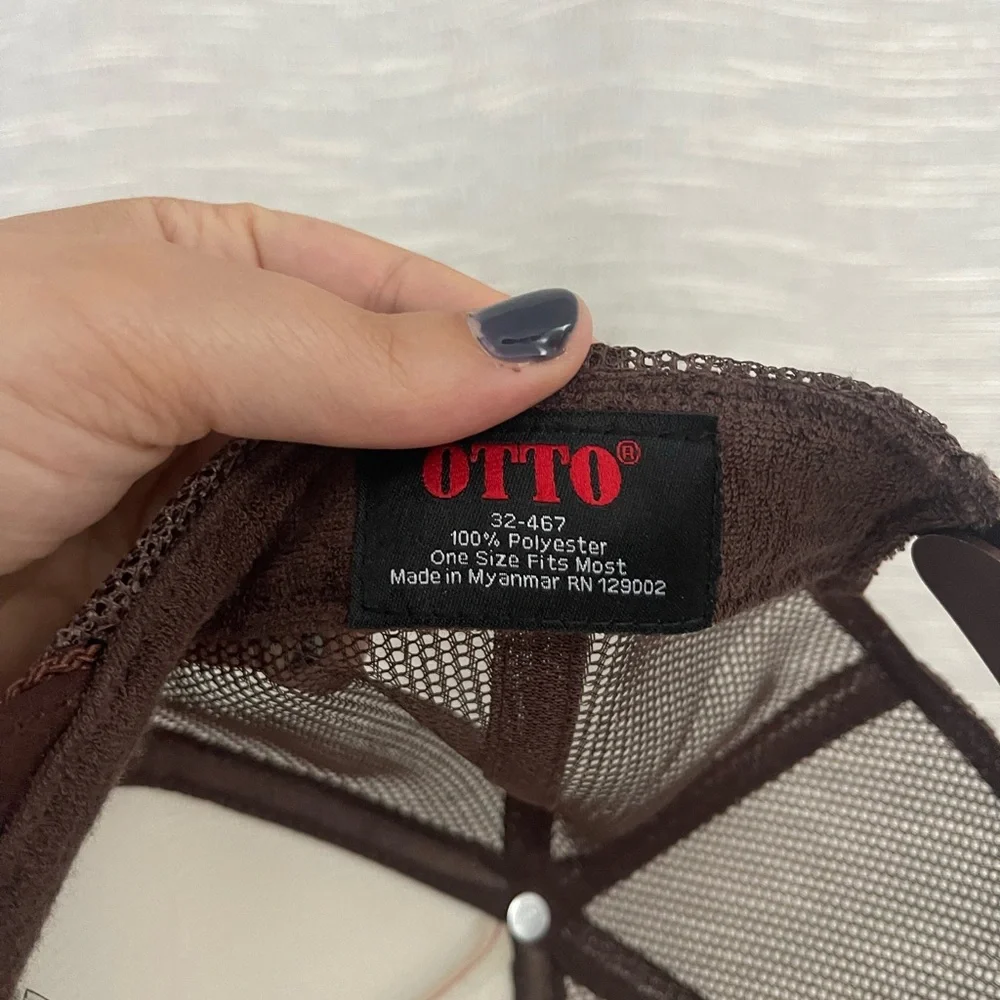 OTTO®
32-467
100% Polyester
One Size Fits Most
Made in Myanmar RN 129002